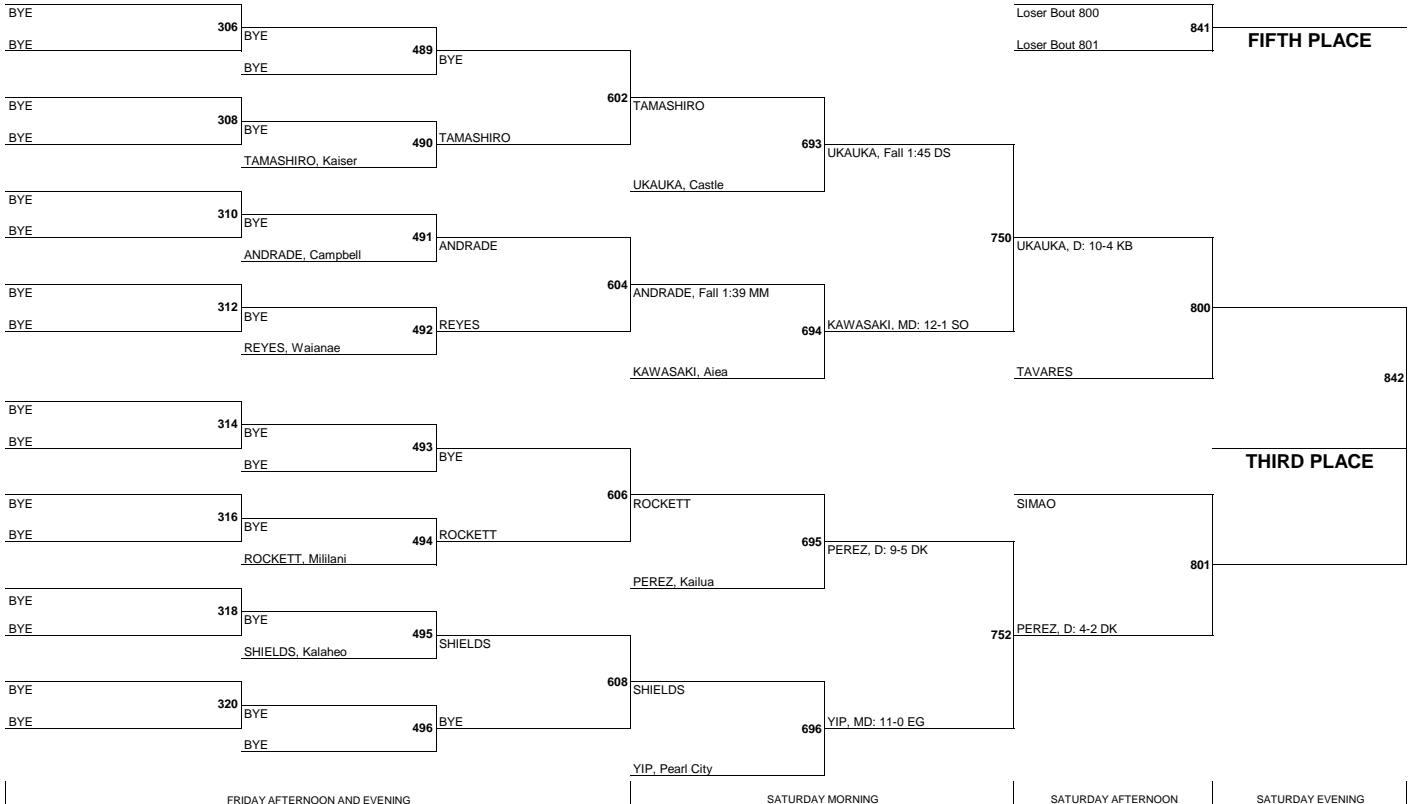 BYE
Loser Bout 800
306
BYE
841
BYE
489
Loser Bout 801
FIFTH PLACE
BYE
BYE
BYE
602
TAMASHIRO
308
BYE
BYE
490
TAMASHIRO
693
UKAUKA, Fall 1:45 DS
TAMASHIRO, Kaiser
UKAUKA, Castle
BYE
310
BYE
BYE
491
ANDRADE
750
UKAUKA, D: 10-4 KB
ANDRADE, Campbell
BYE
604
ANDRADE, Fall 1:39 MM
312
BYE
800
BYE
492
REYES
694
KAWASAKI, MD: 12-1 SO
REYES, Waianae
KAWASAKI, Aiea
TAVARES
842
BYE
314
BYE
BYE
493
BYE
BYE
THIRD PLACE
BYE
606
ROCKETT
SIMAO
316
BYE
BYE
494
ROCKETT
695
PEREZ, D: 9-5 DK
ROCKETT, Mililani
801
PEREZ, Kailua
BYE
318
BYE
BYE
495
SHIELDS
752
PEREZ, D: 4-2 DK
SHIELDS, Kalaheo
BYE
608
SHIELDS
320
BYE
BYE
496
BYE
696
YIP, MD: 11-0 EG
BYE
YIP, Pearl City
FRIDAY AFTERNOON AND EVENING
SATURDAY MORNING
SATURDAY AFTERNOON
SATURDAY EVENING